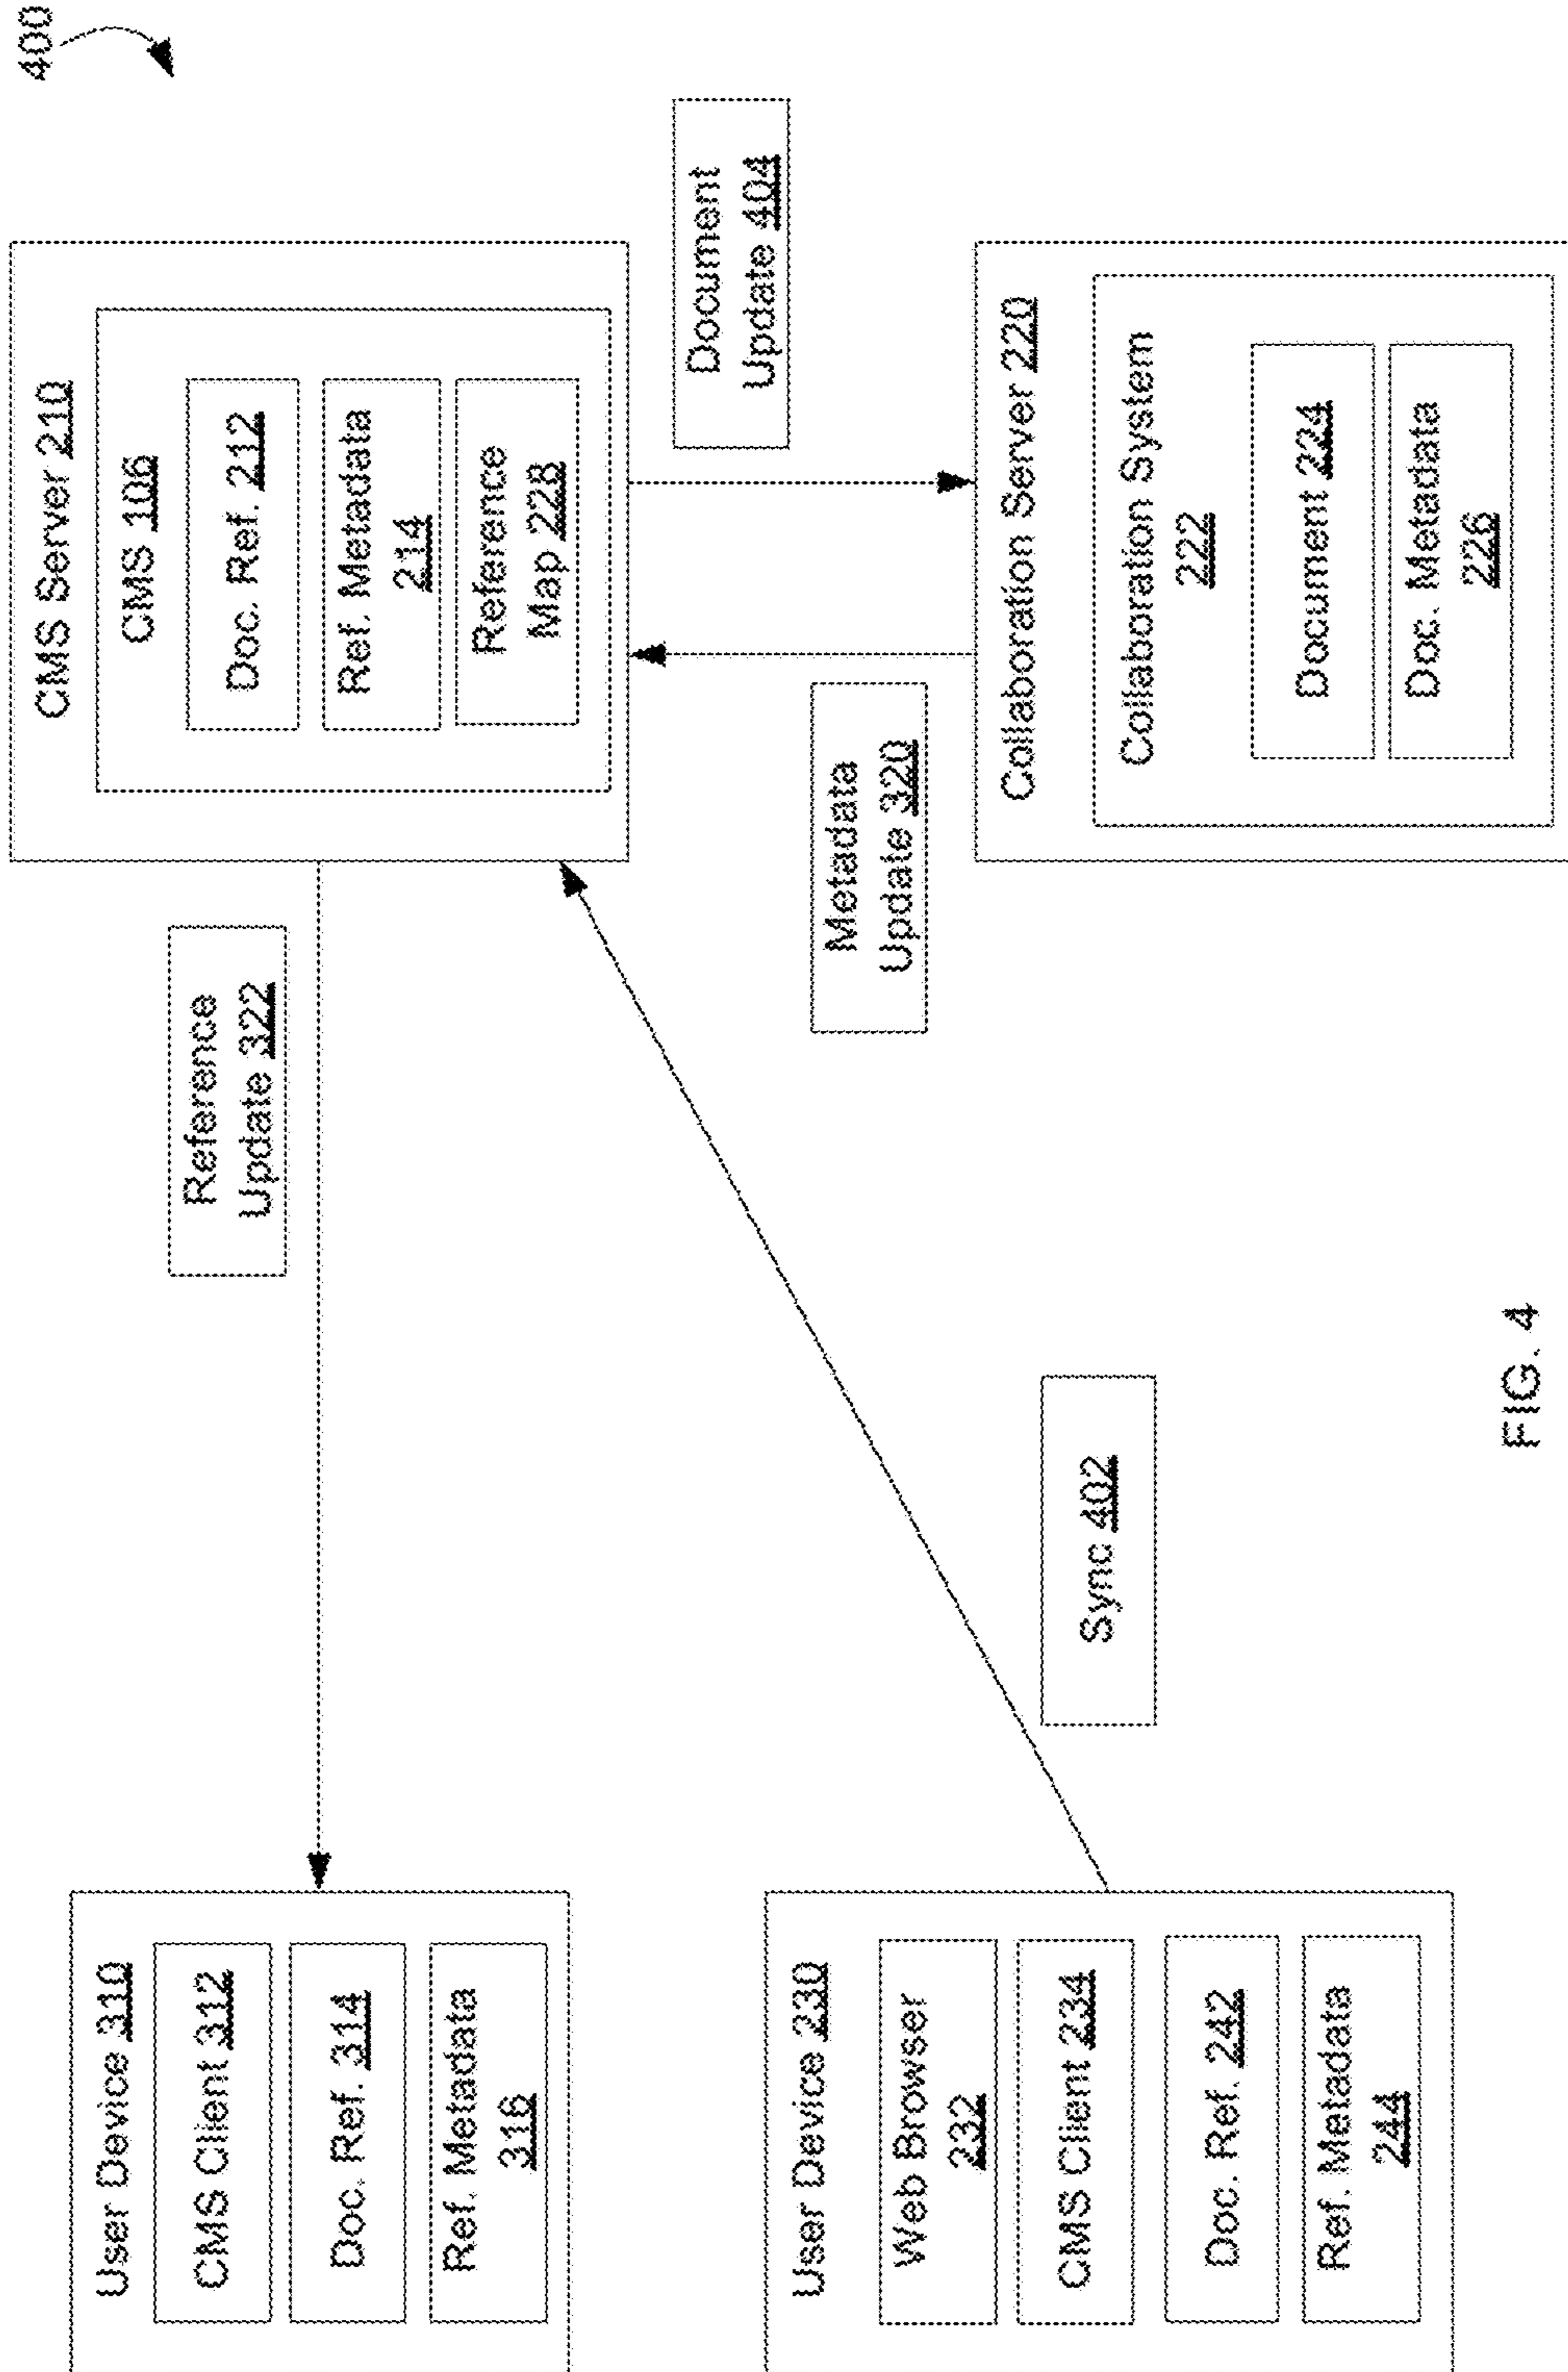 400
User Device 310
CMS Client 312
Doc. Ref. 314
Ref. Metadata
316
Reference
Update 322
CMS Server 210
CMS 106
Doc. Ref. 212
Ref. Metadata
214
Reference
Map 228
User Device 230
Web Browser
232
CMS Client 234
Doc. Ref. 242
Ref. Metadata
244
Sync 402
Metadata
Update 320
Document
Update 404
Collaboration Server 220
Collaboration System
222
Document 224
Doc. Metadata
226
FIG. 4